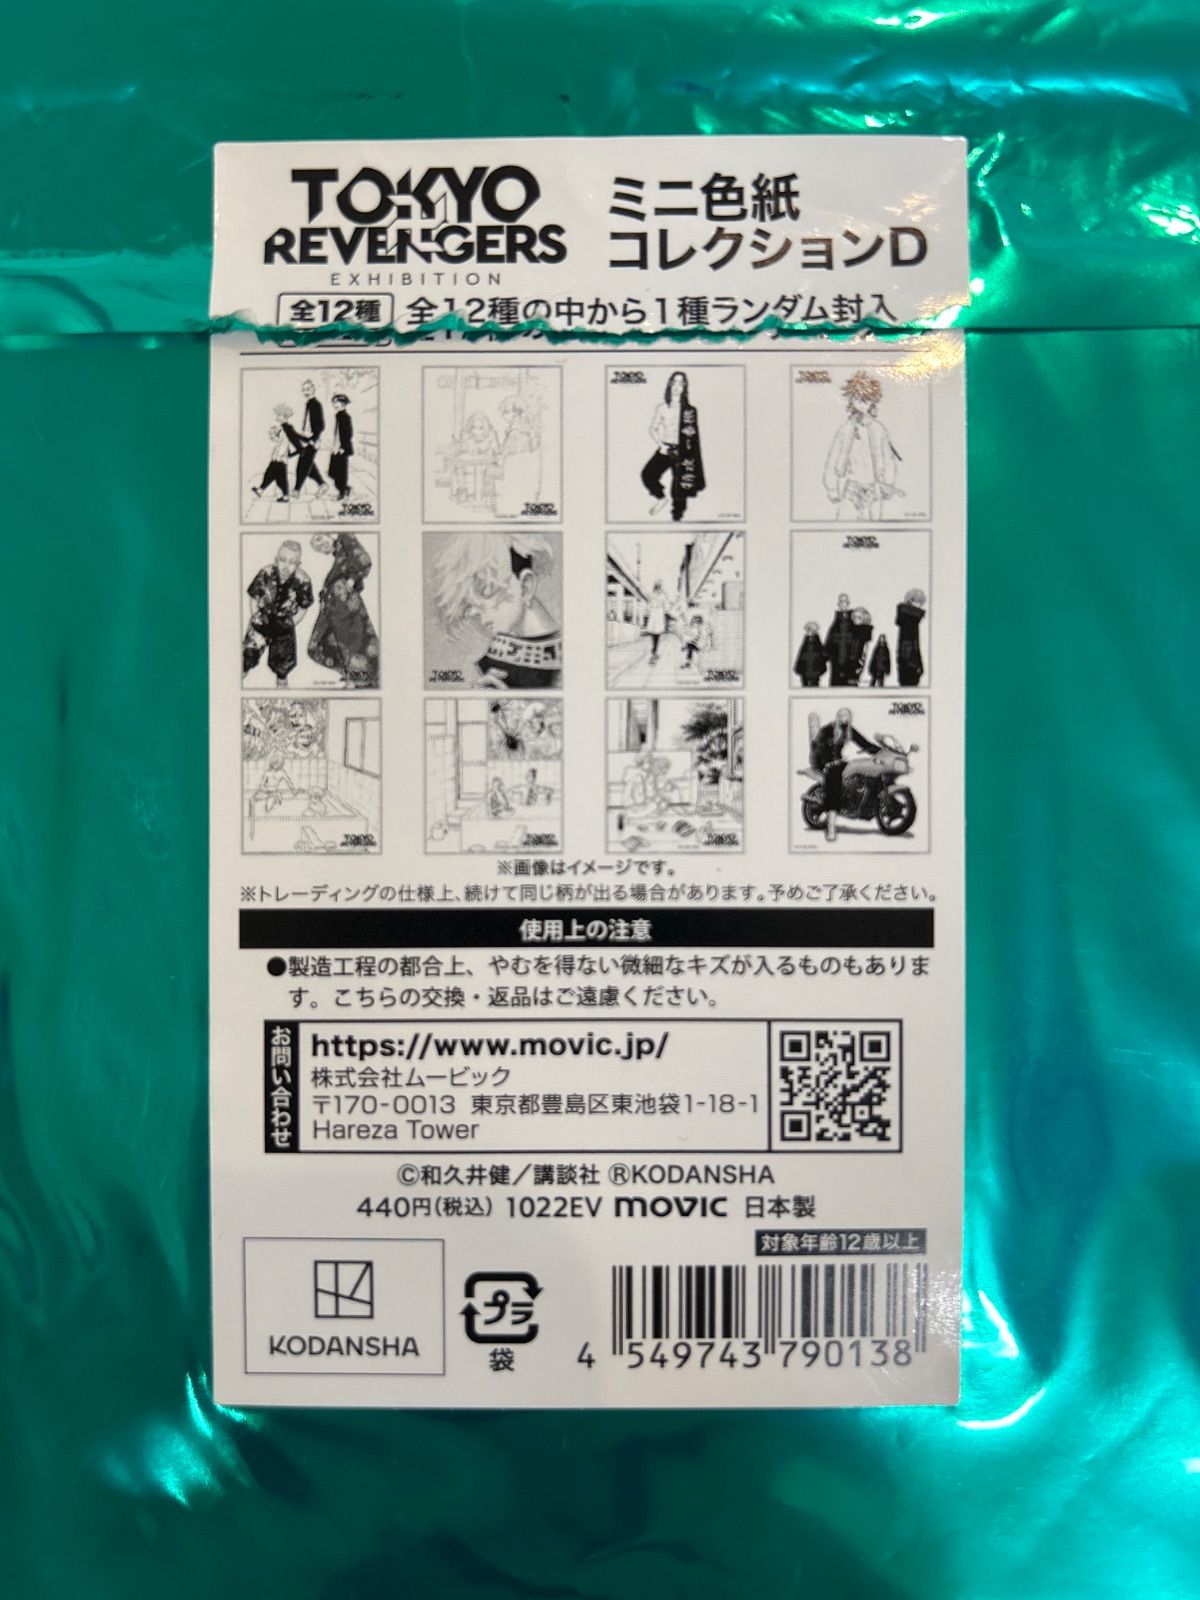 TOKYO
REVENGERS
EXHIBITION
ミニ色紙
コレクションD
全12種 全12種の中から1種ランダム封入
※画像はイメージです。
※トレーディングの仕様上、続けて同じ柄が出る場合があります。予めご了承ください。
使用上の注意
●製造工程の都合上、やむを得ない微細なキズが入るものもありま
す。こちらの交換・返品はご遠慮ください。
お問い合わせ
https://www.movic.jp/
株式会社ムービック
〒170-0013 東京都豊島区東池袋1-18-1
Hareza Tower
©和久井健/講談社 ®KODANSHA
440円(税込) 1022EV movic 日本製
対象年齢12歳以上
KODANSHA
プラ
袋
4 549743 790138